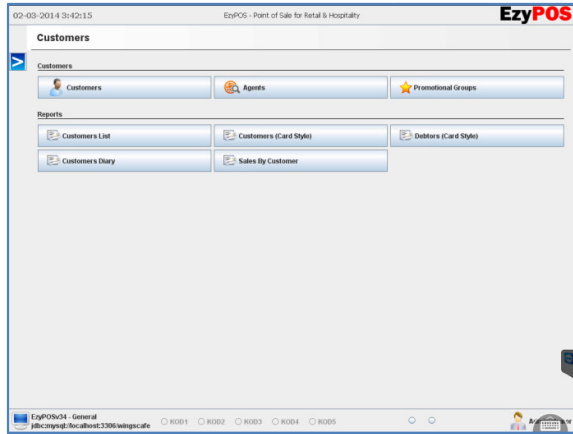 02-03-2014 3:42:15
EzyPOS - Point of Sale for Retail & Hospitality
EzyPOS
Customers
>
Customers
Customers
Agents
Promotional Groups
Reports
Customers List
Customers (Card Style)
Debtors (Card Style)
Customers Diary
Sales By Customer
EzyPOSv34 - General
jdbc:mysql://localhost:3306/wingscafe
KOD1
KOD2
KOD3
KOD4
KOD5